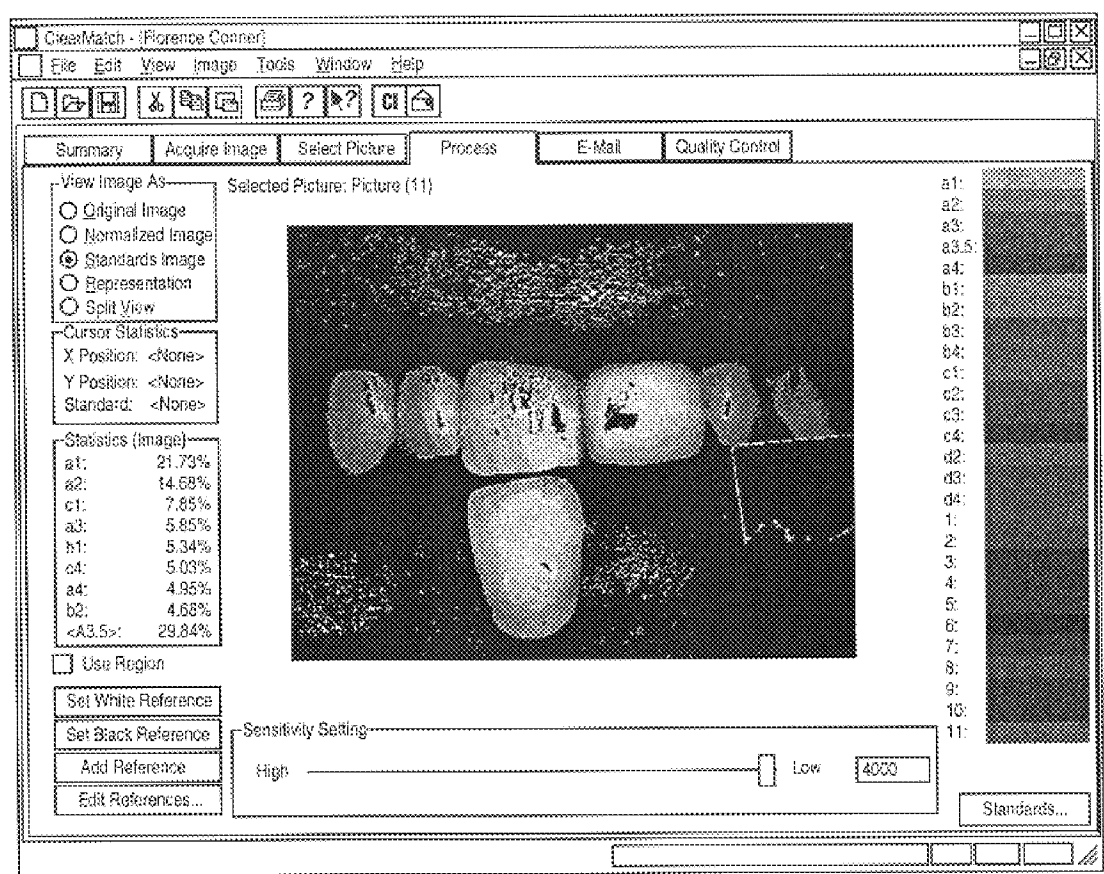 ClearMatch - [Florence Conner]
File Edit View Image Tools Window Help
? ? CI
Summary Acquire Image Select Picture Process E-Mail Quality Control
View Image As
Original Image
Normalized Image
Standards Image
Representation
Split View
Cursor Statistics
X Position: <None>
Y Position: <None>
Standard: <None>
Statistics (Image)
a1: 21.73%
a2: 14.68%
c1: 7.85%
a3: 5.85%
b1: 5.34%
c4: 5.03%
a4: 4.95%
b2: 4.68%
<A3.5>: 29.84%
Use Region
Set White Reference
Set Black Reference
Add Reference
Edit References...
Selected Picture: Picture (11)
Sensitivity Setting
High Low 4000
a1:
a2:
a3:
a3.5:
a4:
b1:
b2:
b3:
b4:
c1:
c2:
c3:
c4:
d2:
d3:
d4:
1:
2:
3:
4:
5:
6:
7:
8:
9:
10:
11:
Standards...